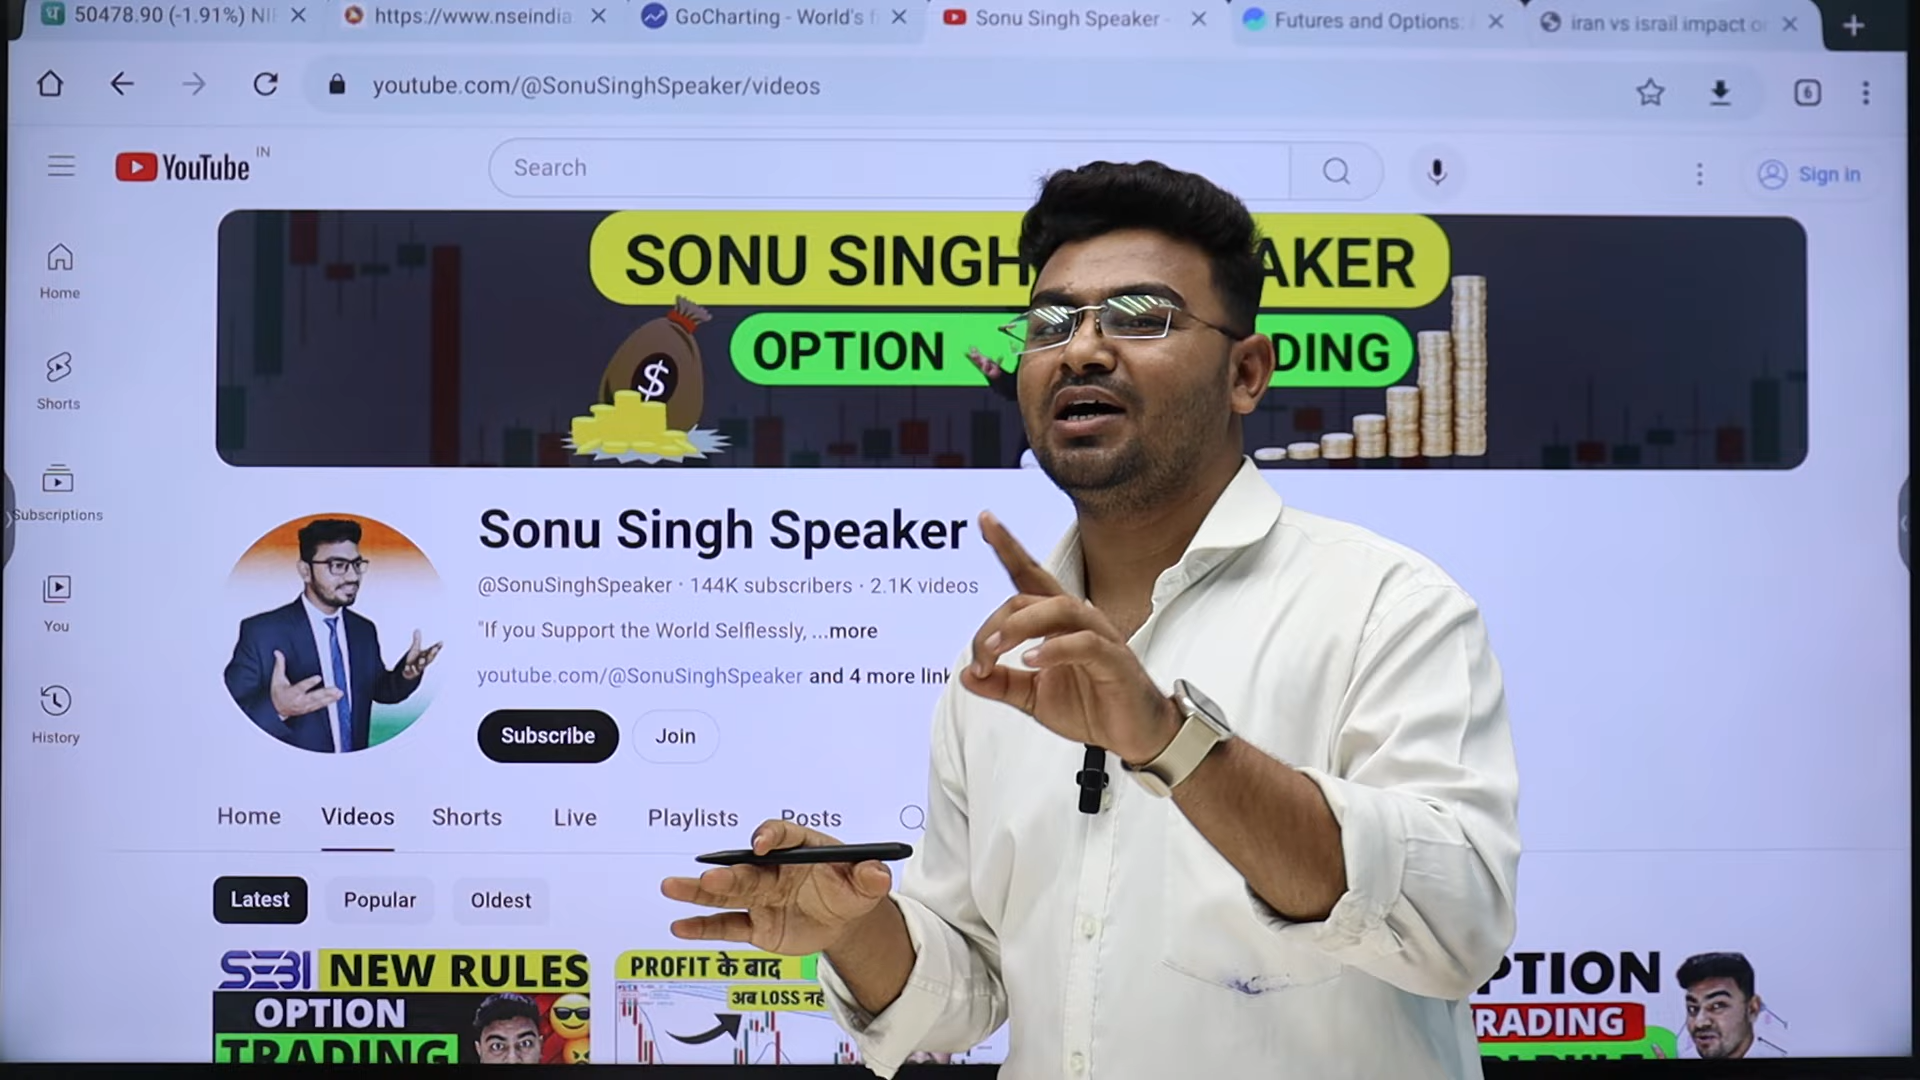 50478.90 (-1.91%) NI
https://www.nseindia
GoCharting - World's f
Sonu Singh Speaker -
Futures and Options:
iran vs israil impact o
youtube.com/@SonuSinghSpeaker/videos
6
YouTube IN
Search
Sign in
Home
Shorts
Subscriptions
You
History
SONU SINGH AKER
OPTION DING
$
Sonu Singh Speaker
@SonuSinghSpeaker · 144K subscribers · 2.1K videos
"If you Support the World Selflessly, ...more
youtube.com/@SonuSinghSpeaker and 4 more link
Subscribe
Join
Home Videos Shorts Live Playlists Posts
Latest Popular Oldest
SEBI NEW RULES
OPTION
TRADING
PROFIT के बाद
अब LOSS नह
PTION
RADING